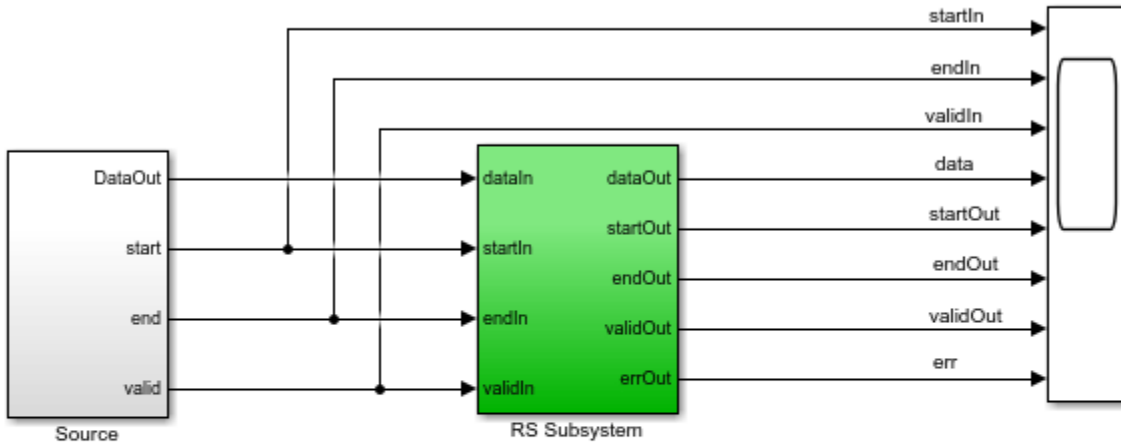 startIn
endIn
validIn
DataOut
dataIn
dataOut
data
startOut
startOut
start
startIn
endOut
endOut
end
endIn
validOut
validOut
valid
validIn
errOut
err
Source
RS Subsystem